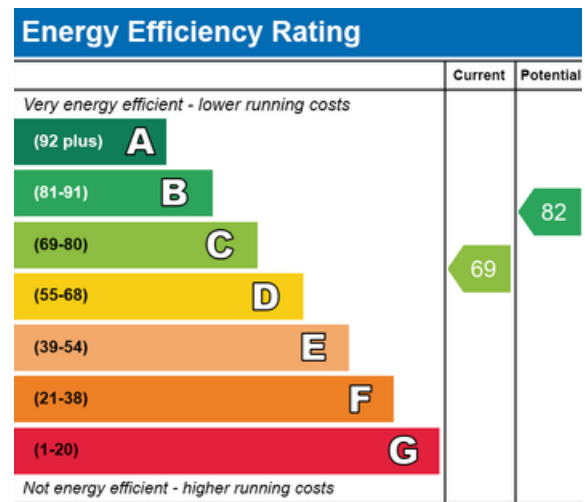 Energy Efficiency Rating
Current Potential
Very energy efficient - lower running costs
(92 plus) A
(81-91) B
82
(69-80) C
69
(55-68) D
(39-54) E
(21-38) F
(1-20) G
Not energy efficient - higher running costs